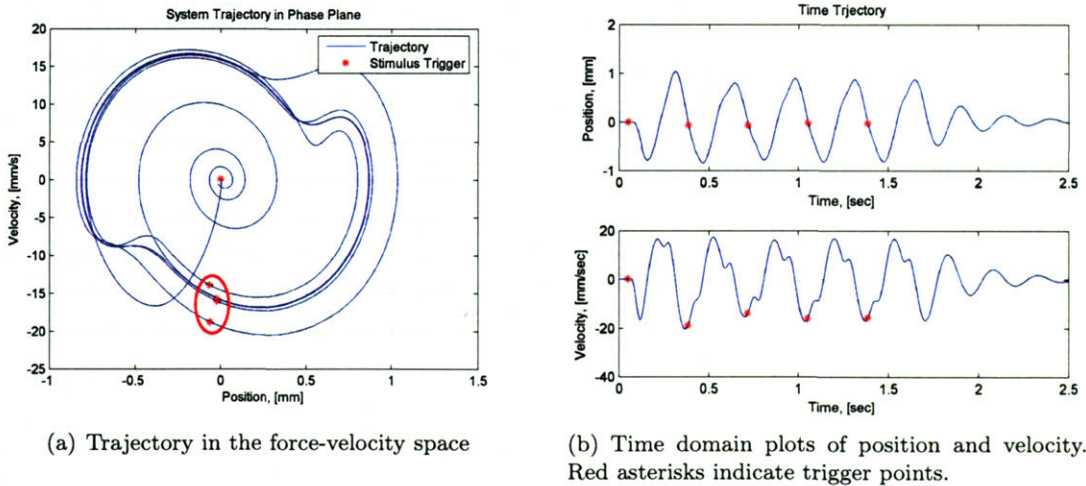 System Trajectory in Phase Plane
20
15
10
5
0
-5
-10
-15
-20
-25
Velocity, [mm/s]
-1
-0.5
0
0.5
1
1.5
Position, [mm]
Trajectory
Stimulus Trigger
(a) Trajectory in the force-velocity space
Time Trjectory
2
1
0
-1
Position, [mm]
0
0.5
1
1.5
2
2.5
Time, [sec]
20
0
-20
-40
Velocity, [mm/sec]
0
0.5
1
1.5
2
2.5
Time, [sec]
(b) Time domain plots of position and velocity.
Red asterisks indicate trigger points.